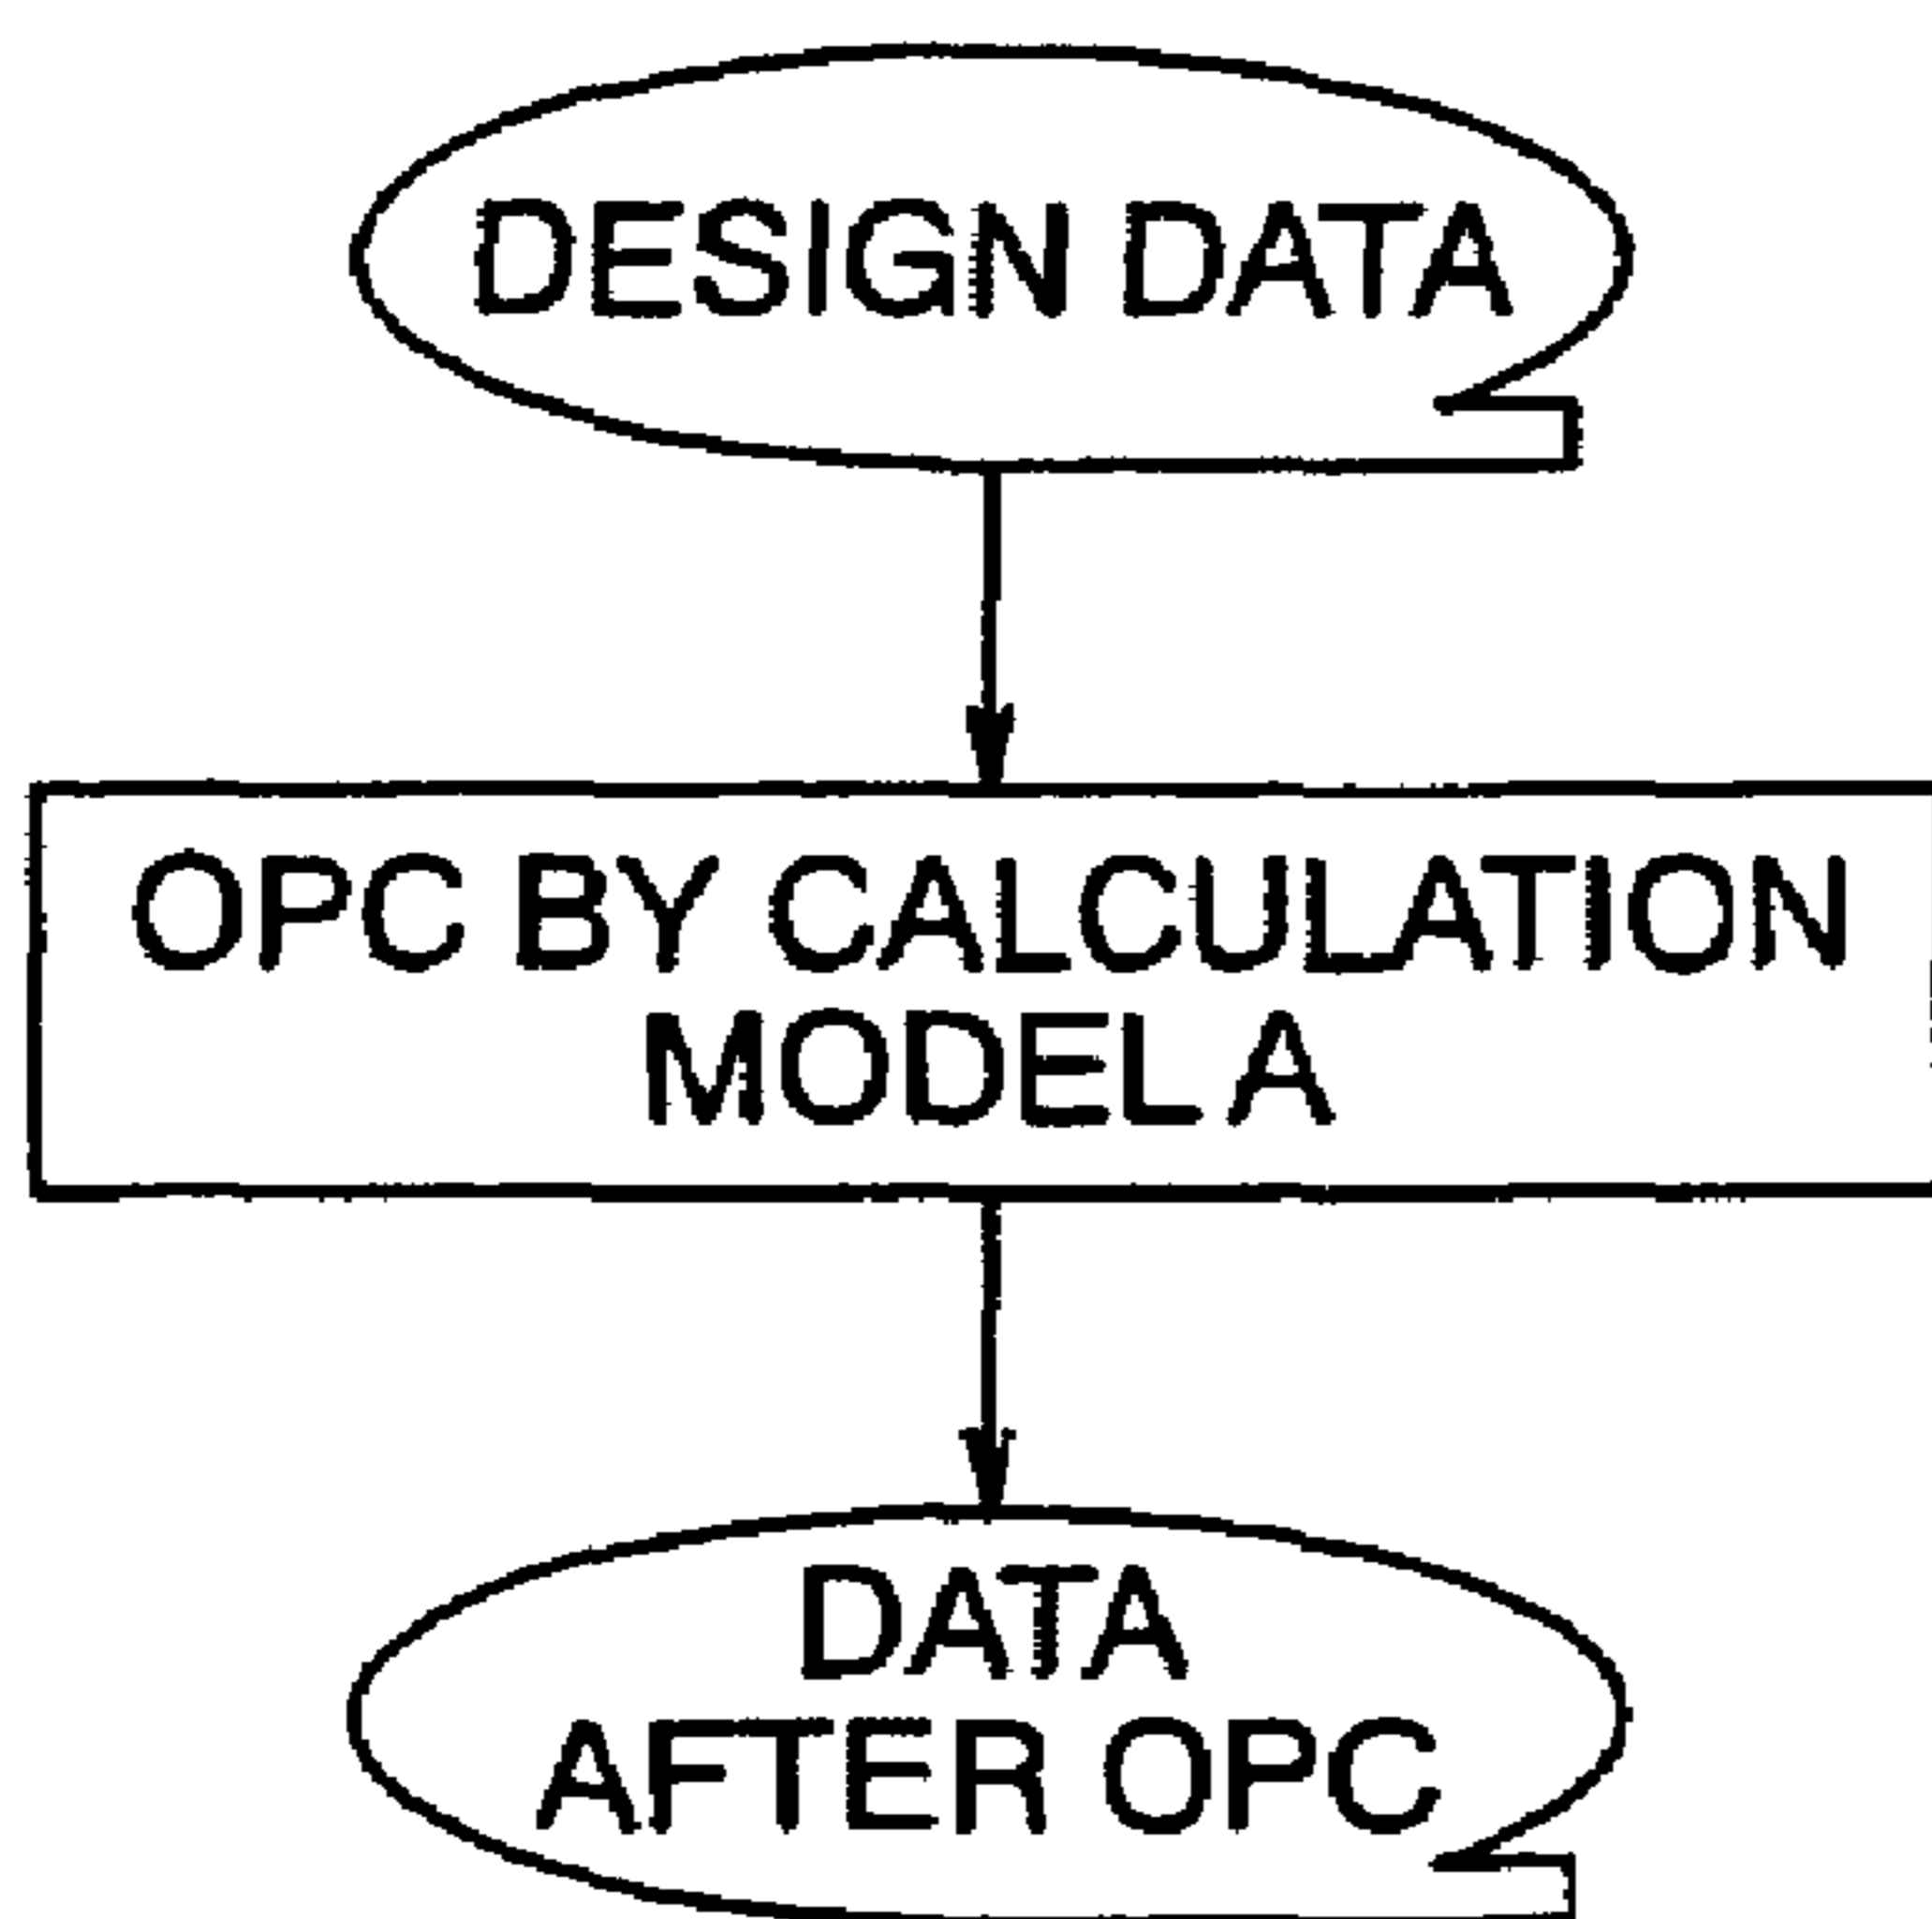 DESIGN DATA
OPC BY CALCULATION
MODEL A
DATA
AFTER OPC